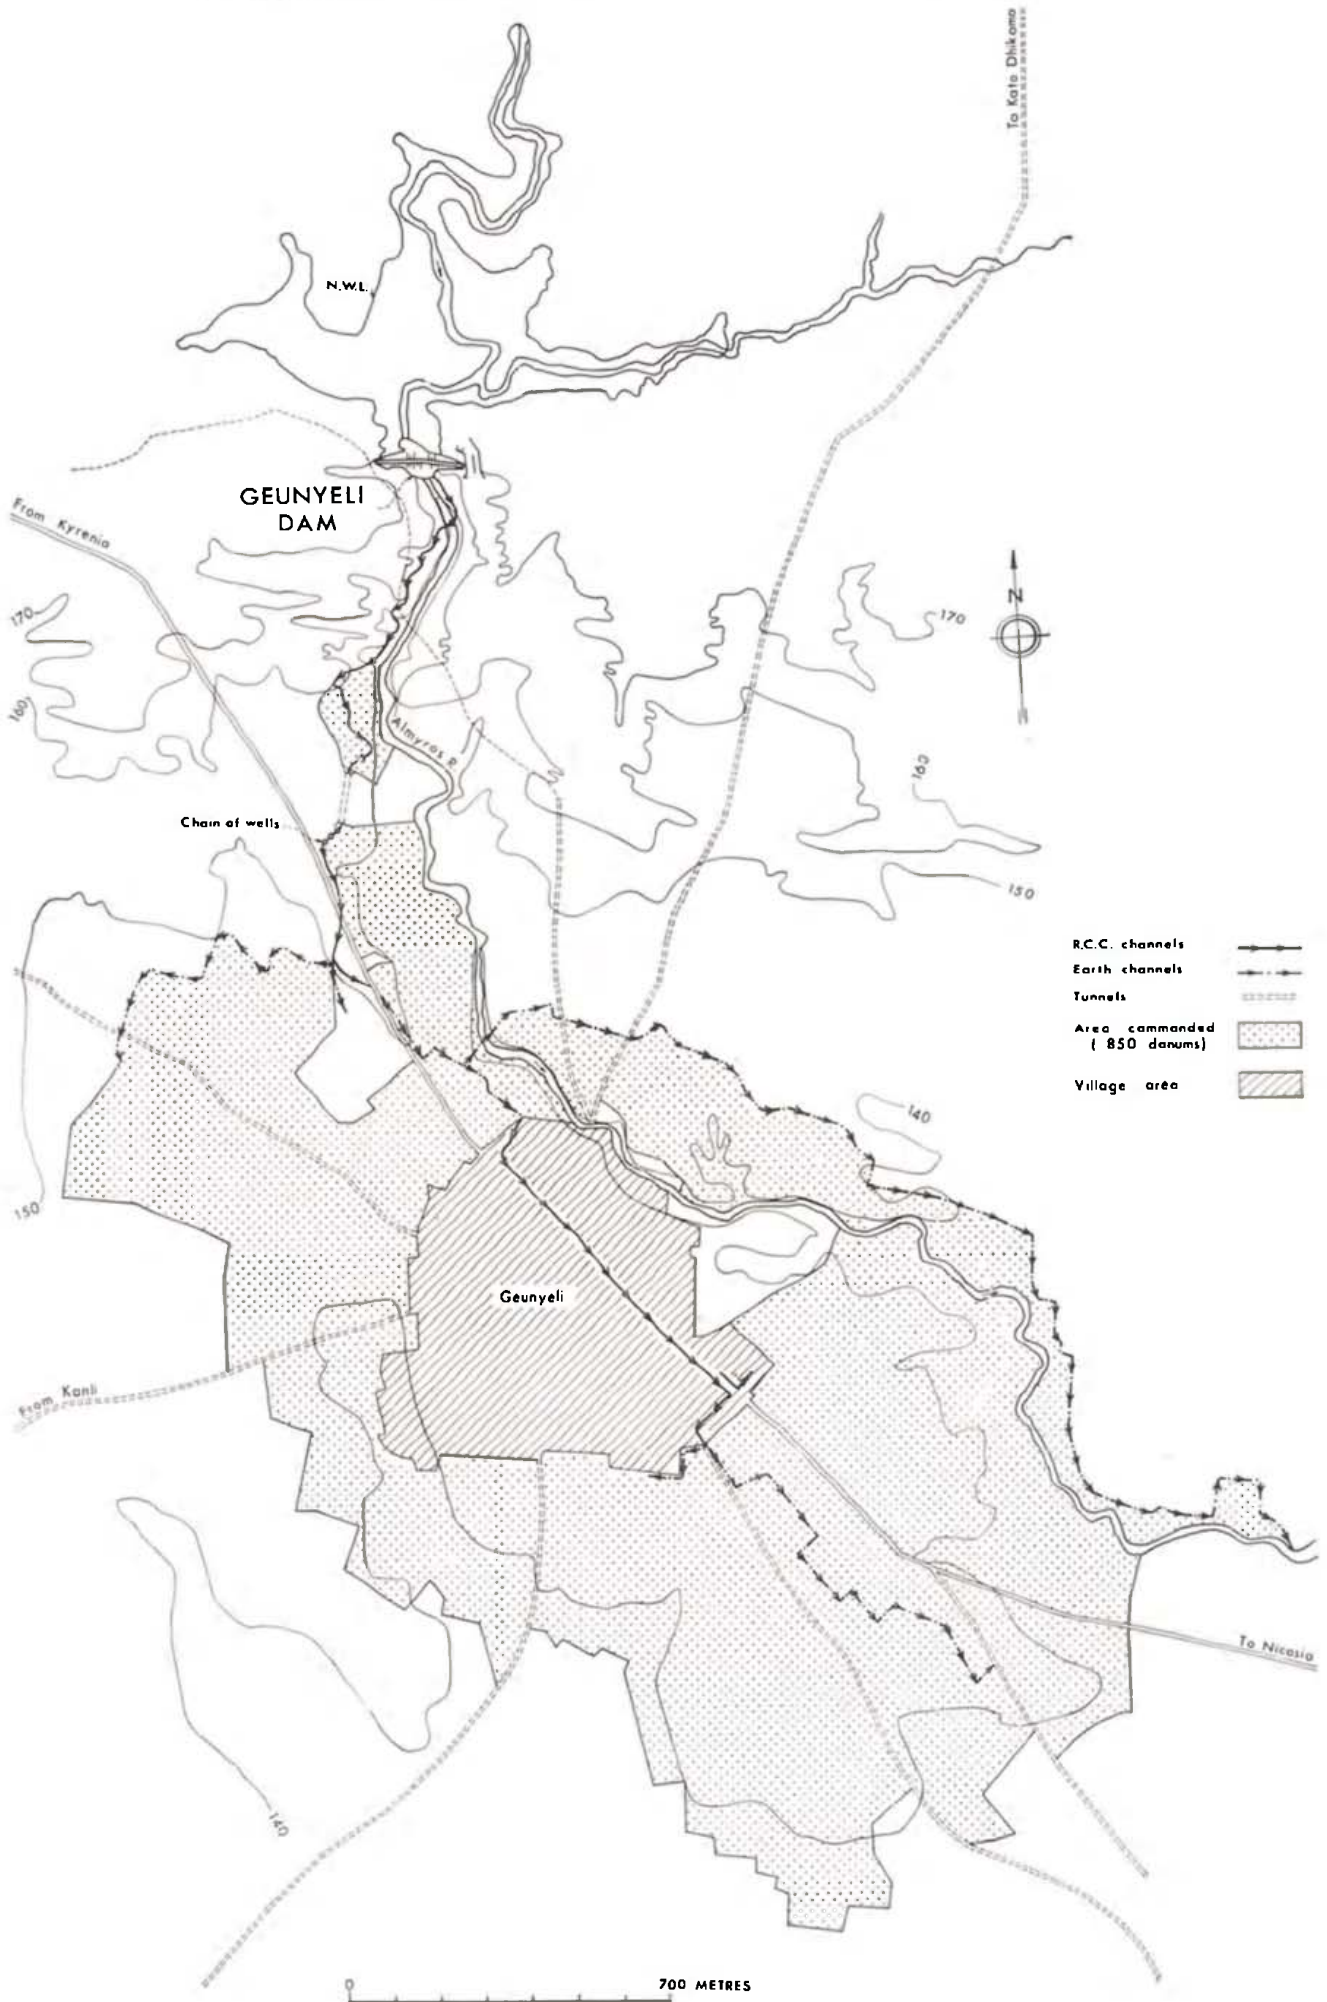 To Kato Dhikomo
N.W.L.
GEUNYELI
DAM
From Kyrenia
170
N
170
160
Almyros R.
160
Chain of wells
150
R.C.C. channels
Earth channels
Tunnels
Area commanded
( 850 donums)
Village area
140
150
Geunyeli
From Kanli
To Nicosia
140
0
700 METRES